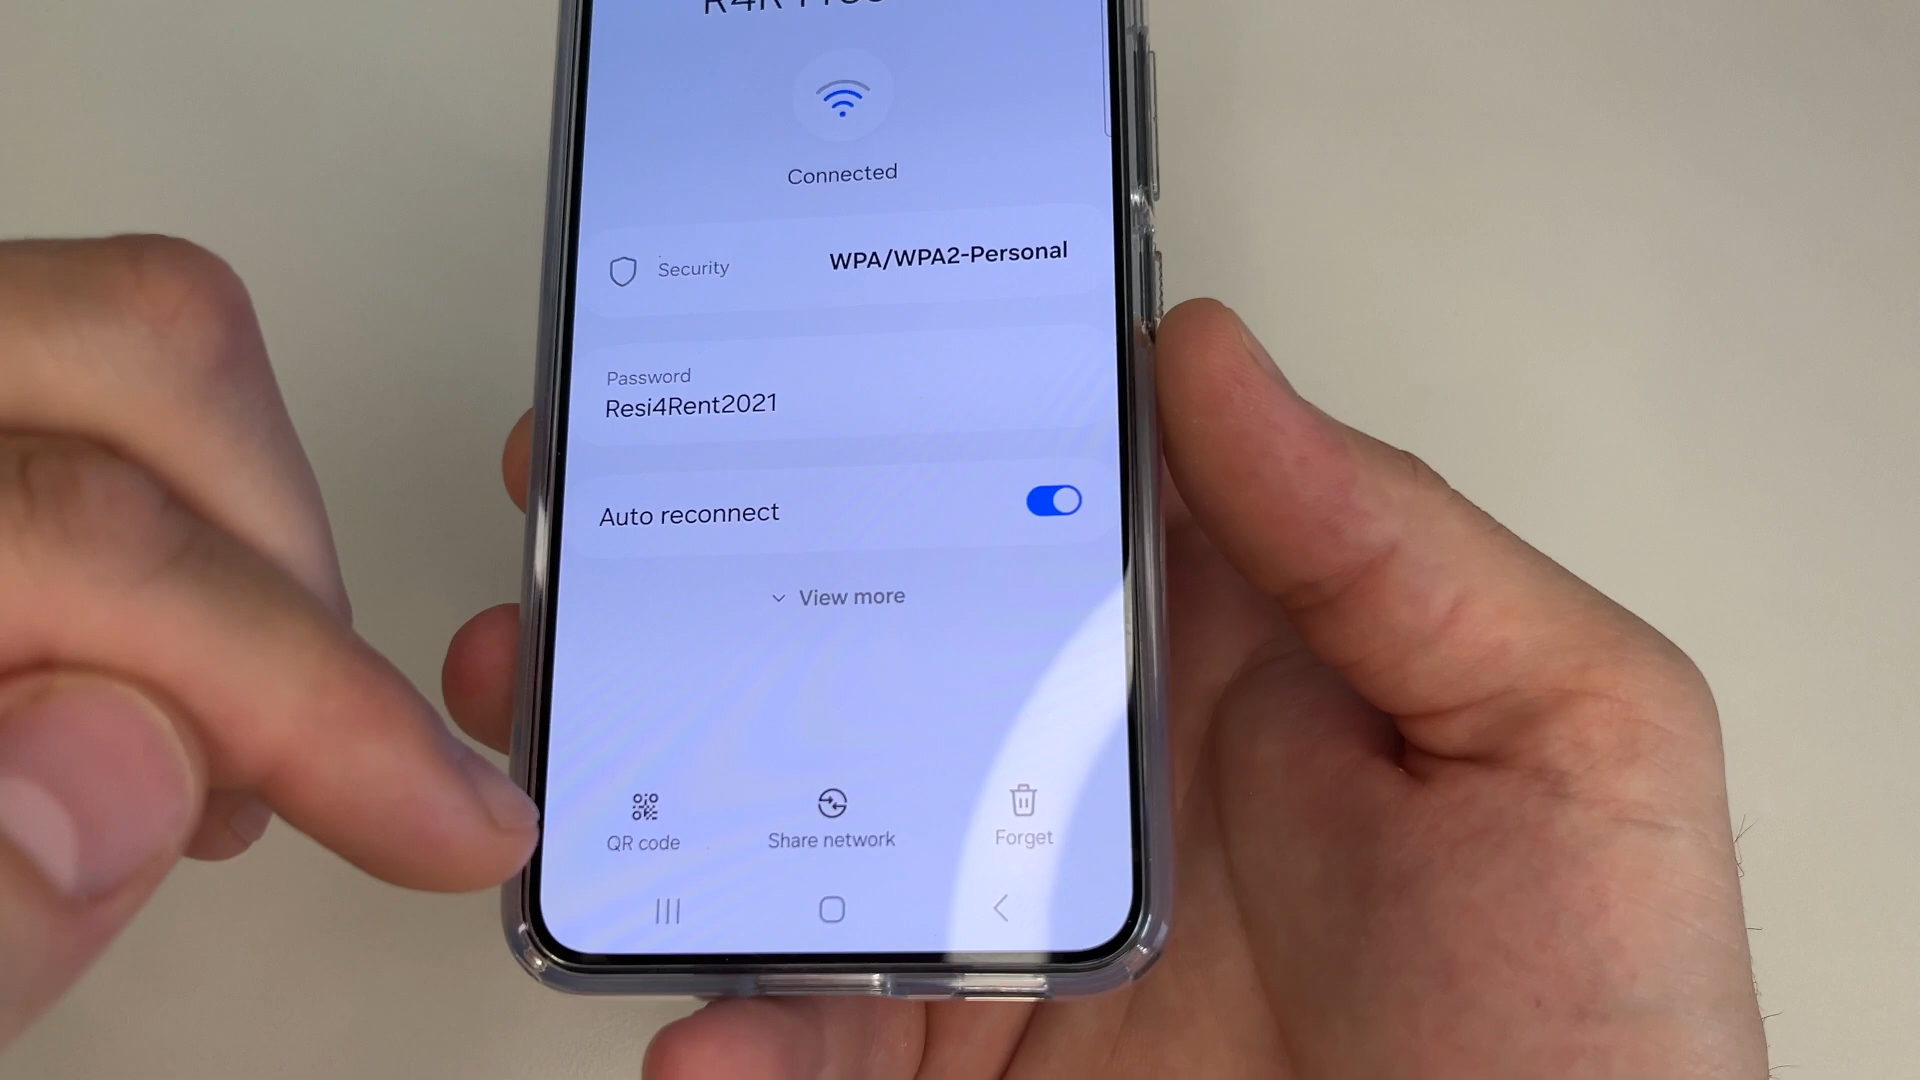 Connected
Security
WPA/WPA2-Personal
Password
Resi4Rent2021
Auto reconnect
View more
QR code
Share network
Forget